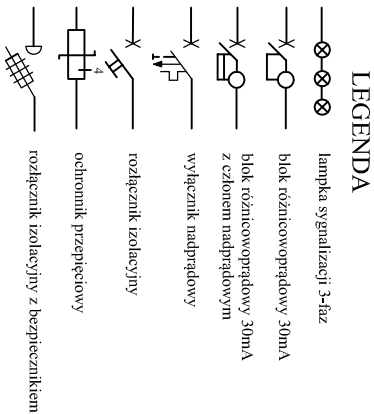 LEGENDA
lampka sygnalizacji 3-faz
blok różnicowoprądowy 30mA
blok różnicowoprądowy 30mA
z członem nadprądowym
wyłącznik nadprądowy
rozłącznik izolacyjny
4
ochronnik przepięciowy
rozłącznik izolacyjny z bezpiecznikiem